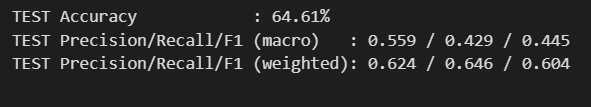 TEST Accuracy : 64.61%
TEST Precision/Recall/F1 (macro) : 0.559 / 0.429 / 0.445
TEST Precision/Recall/F1 (weighted): 0.624 / 0.646 / 0.604